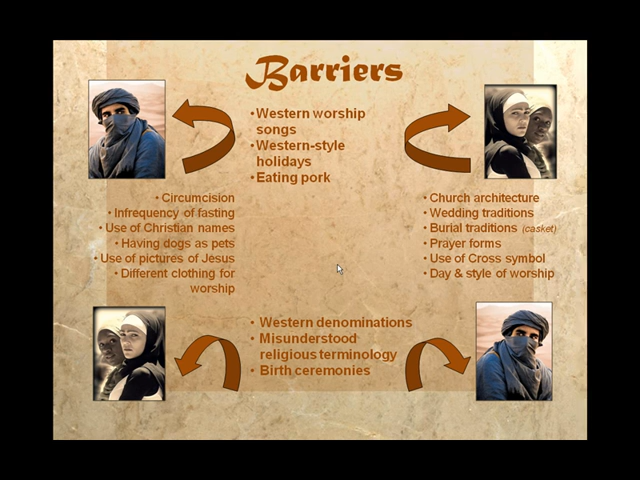 Barriers
•Western worship
songs
•Western-style
holidays
•Eating pork
• Circumcision
• Infrequency of fasting
• Use of Christian names
• Having dogs as pets
• Use of pictures of Jesus
• Different clothing for
worship
• Church architecture
• Wedding traditions
• Burial traditions (casket)
• Prayer forms
• Use of Cross symbol
• Day & style of worship
• Western denominations
• Misunderstood
religious terminology
• Birth ceremonies